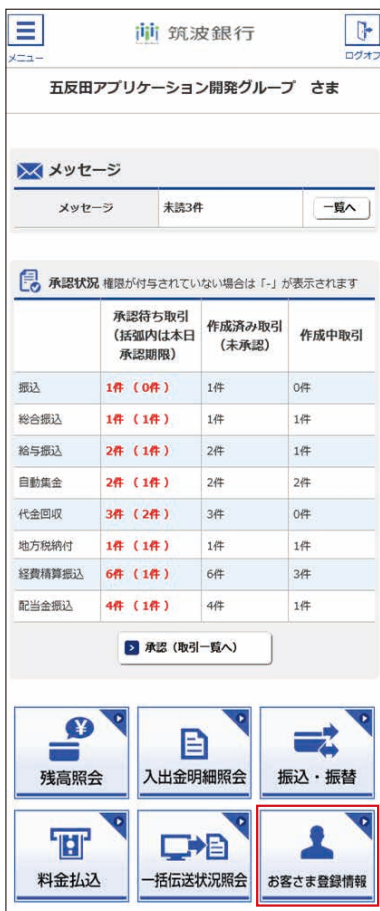 メニュー
筑波銀行
ログオフ
五反田アプリケーション開発グループ さま
メッセージ
メッセージ 未読3件 一覧へ
承認状況 権限が付与されていない場合は「-」が表示されます
承認待ち取引
(括弧内は本日
承認期限)
作成済み取引
(未承認)
作成中取引
振込 1件 (0件) 1件 0件
総合振込 1件 (1件) 1件 1件
給与振込 2件 (1件) 2件 1件
自動集金 2件 (1件) 2件 2件
代金回収 3件 (2件) 3件 0件
地方税納付 1件 (1件) 1件 1件
経費精算振込 6件 (1件) 6件 3件
配当金振込 4件 (1件) 4件 1件
承認(取引一覧へ)
残高照会 入出金明細照会 振込・振替
料金払込 一括伝送状況照会 お客さま登録情報